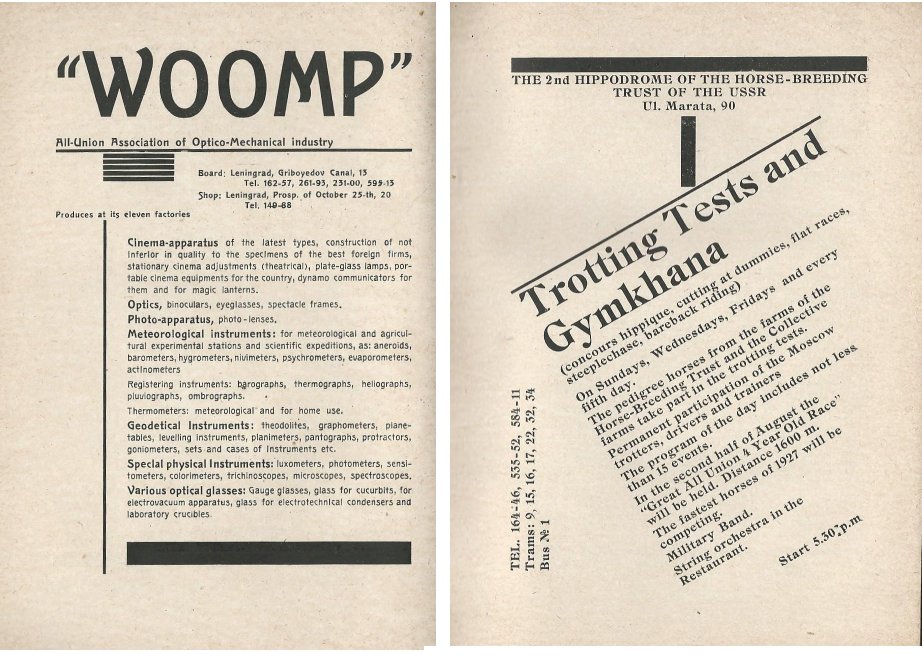 "WOOMP"
All-Union Association of Optico-Mechanical industry
Board: Leningrad, Griboyedov Canal, 13
Tel. 162-57, 261-93, 231-00, 595-13
Shop: Leningrad, Prosp. of October 25-th, 20
Tel. 149-88
Produces at its eleven factories
Cinema-apparatus of the latest types, construction of not
inferior in quality to the specimens of the best foreign firms,
stationary cinema adjustments (theatrical), plate-glass lamps, por-
table cinema equipments for the country, dynamo communicators for
them and for magic lanterns.
Optics, binoculars, eyeglasses, spectacle frames.
Photo-apparatus, photo-lenses.
Meteorological instruments: for meteorological and agricul-
tural experimental stations and scientific expeditions, as: aneroids,
barometers, hygrometers, nivimeters, psychrometers, evaporometers,
actinometers
Registering instruments: barographs, thermographs, heliographs,
pluviographs, ombrographs.
Thermometers: meteorological and for home use.
Geodetical Instruments: theodolites, graphometers, plane-
tables, levelling instruments, planimeters, pantographs, protractors,
goniometers, sets and cases of instruments etc.
Special physical Instruments: luxometers, photometers, sensi-
tometers, colorimeters, trichinoscopes, microscopes, spectroscopes.
Various optical glasses: Gauge glasses, glass for cucurbits, for
electrovacuum apparatus, glass for electrotechnical condensers and
laboratory crucibles.
THE 2nd HIPPODROME OF THE HORSE-BREEDING
TRUST OF THE USSR
Ul. Marata, 90
Trotting Tests and
Gymkhana
(concours hippique, cutting at dummies, flat races,
steeplechase, bareback riding)
On Sundays, Wednesdays, Fridays and every
fifth day.
The pedigree horses from the farms of the
Horse-Breeding Trust and the Collective
farms take part in the trotting tests.
Permanent participation of the Moscow
trotters, drivers and trainers
The program of the day includes not less
than 15 events.
In the second half of August the
"Great All Union 4 Year Old Race"
will be held. Distance 1600 m.
The fastest horses of 1927 will be
competing.
Military Band.
String orchestra in the
Restaurant.
Start 5.30 p.m
TEL. 164-46, 535-52, 584-11
Trams: 9, 15, 16, 17, 22, 32, 34
Bus № 1